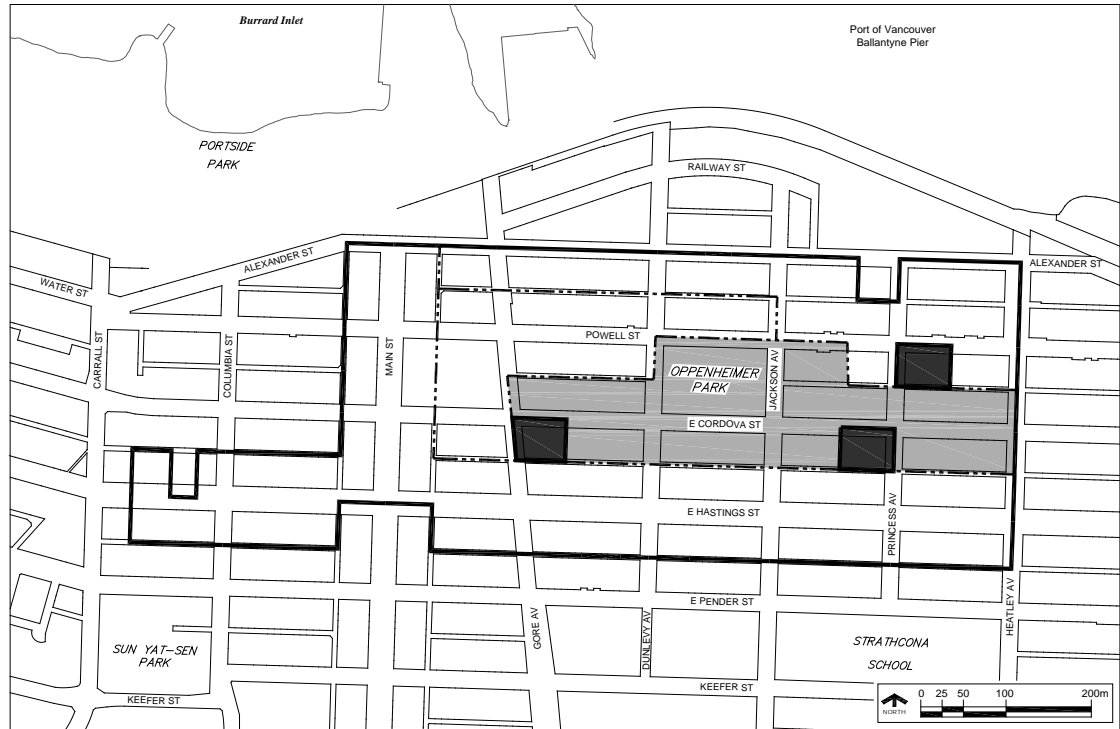 Burrard Inlet
Port of Vancouver
Ballantyne Pier
PORTSIDE
PARK
RAILWAY ST
ALEXANDER ST
ALEXANDER ST
WATER ST
POWELL ST
CARRALL ST
COLUMBIA ST
MAIN ST
OPPENHEIMER
PARK
JACKSON AV
E CORDOVA ST
E HASTINGS ST
PRINCESS AV
E PENDER ST
GORE AV
DUNLEVY AV
HEATLEY AV
SUN YAT-SEN
PARK
STRATHCONA
SCHOOL
KEEFER ST
KEEFER ST
NORTH
0 25 50 100 200m